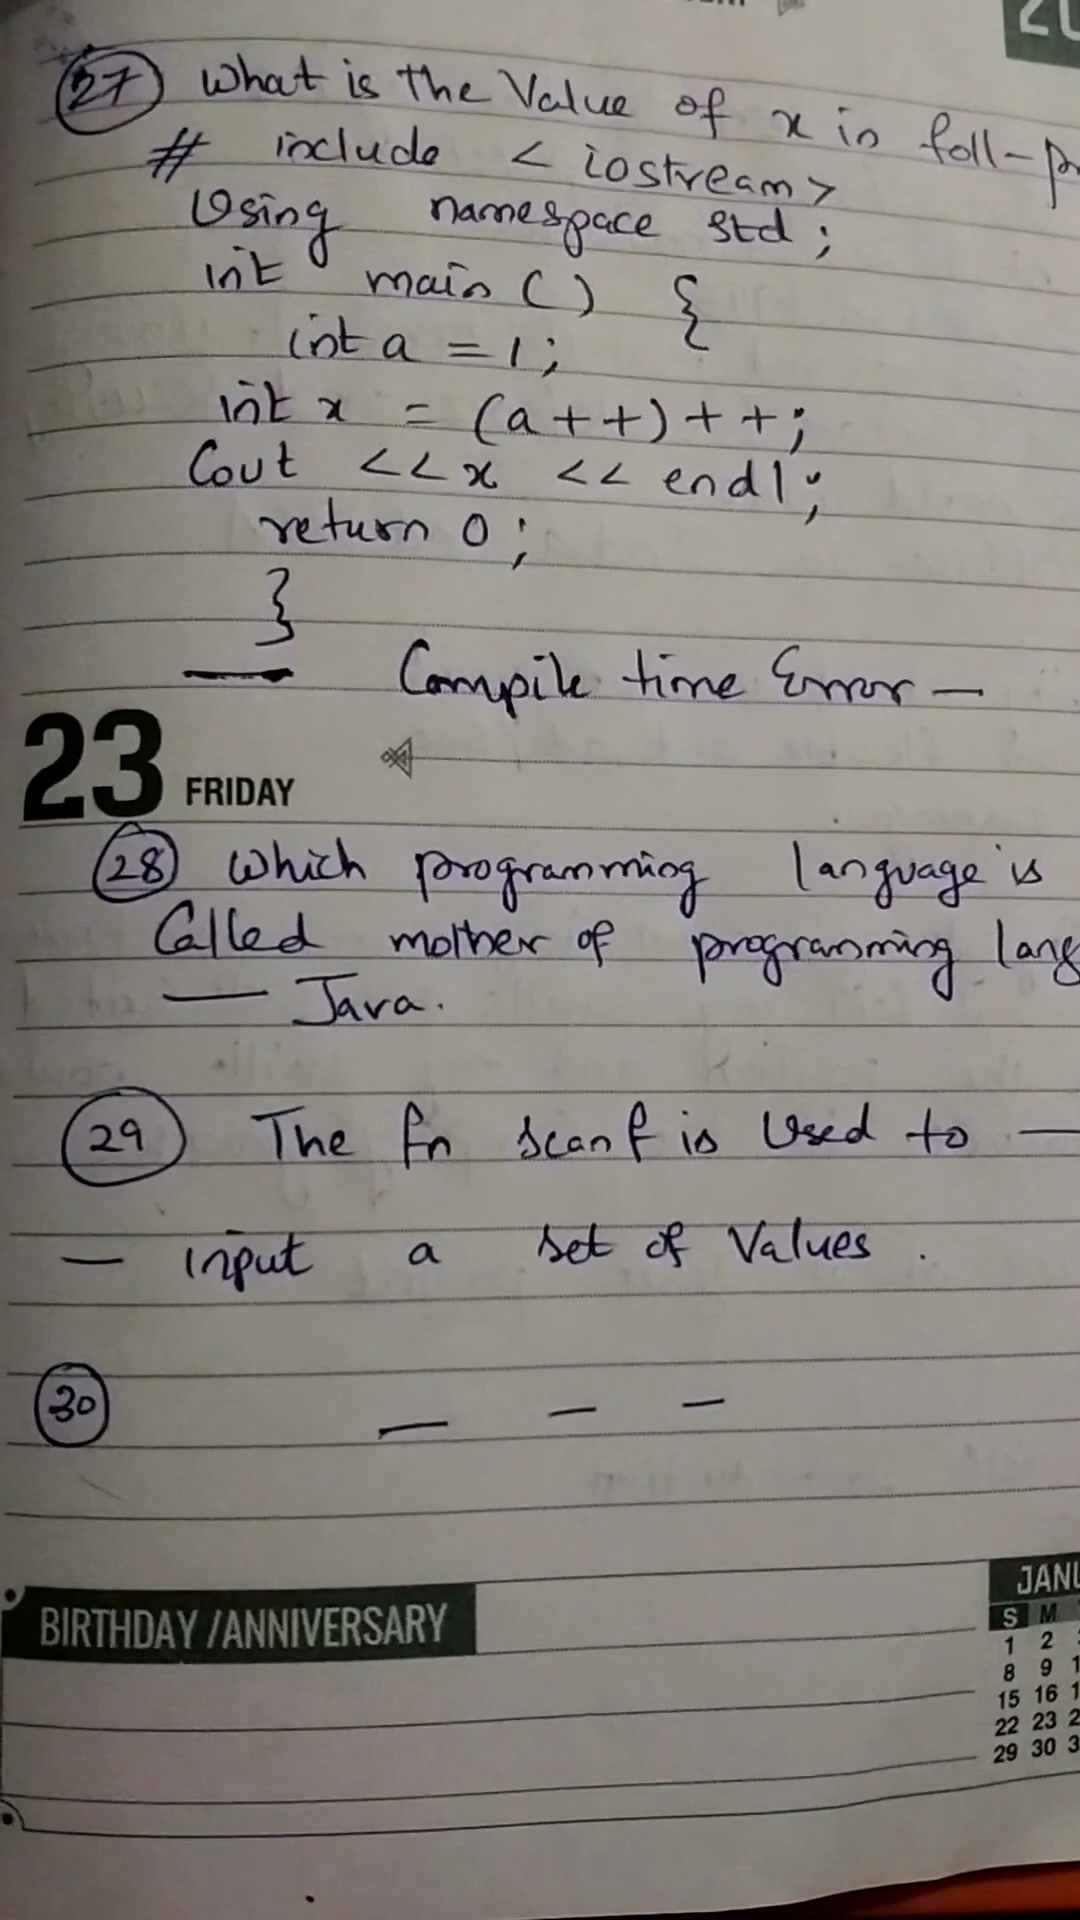 27 What is the Value of x in foll-
# include < iostream>
Using namespace std ;
int main ( ) {
int a = 1 ;
int x = (a + +) + + ;
Cout << x << endl ;
return 0 ;
}
— Compile time Error —
23 FRIDAY
28 Which programming language is
Called mother of programming lang
— Java.
29 The fn scanf is Used to —
— input a set of Values .
30 — — —
BIRTHDAY /ANNIVERSARY
S M
1 2
8 9
15 16
22 23
29 30